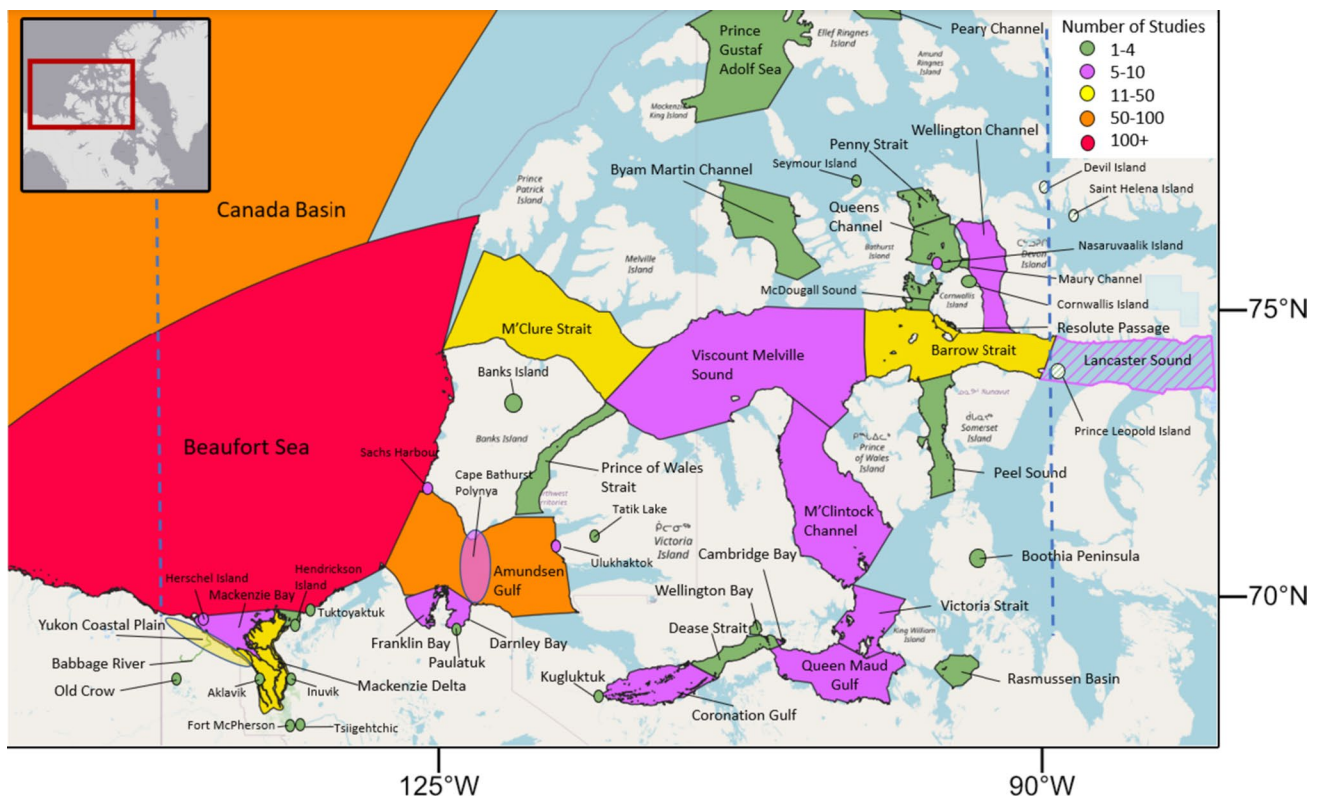 Prince
Gustaf
Adolf Sea
Ellef Ringnes
Island
Peary Channel
Amund
Ringnes
Island
Number of Studies
1-4
5-10
11-50
50-100
100+
Mackenzie
King Island
Wellington Channel
Penny Strait
Seymour Island
Byam Martin Channel
Devil Island
Saint Helena Island
Prince
Patrick
Island
Canada Basin
Queens
Channel
Bathurst
Island
Devon
Island
Nasaruvaalik Island
Melville
Island
Maury Channel
McDougall Sound
Cornwallis
Island
Cornwallis Island
75°N
M'Clure Strait
Resolute Passage
Viscount Melville
Sound
Barrow Strait
Lancaster Sound
Banks Island
Nunavut
Somerset
Island
Prince Leopold Island
Banks Island
Prince
of Wales
Island
Beaufort Sea
Sachs Harbour
Cape Bathurst
Polynya
Prince of Wales
Strait
Peel Sound
Tatik Lake
M'Clintock
Channel
Victoria
Island
Cambridge Bay
Boothia Peninsula
Ulukhaktok
Amundsen
Gulf
Hendrickson
Island
Herschel Island
Mackenzie Bay
Wellington Bay
70°N
Tuktoyaktuk
Victoria Strait
Yukon Coastal Plain
Dease Strait
King William
Island
Franklin Bay
Darnley Bay
Babbage River
Paulatuk
Queen Maud
Gulf
Kugluktuk
Rasmussen Basin
Old Crow
Aklavik
Inuvik
Mackenzie Delta
Coronation Gulf
Fort McPherson
Tsiigehtchic
125°W
90°W